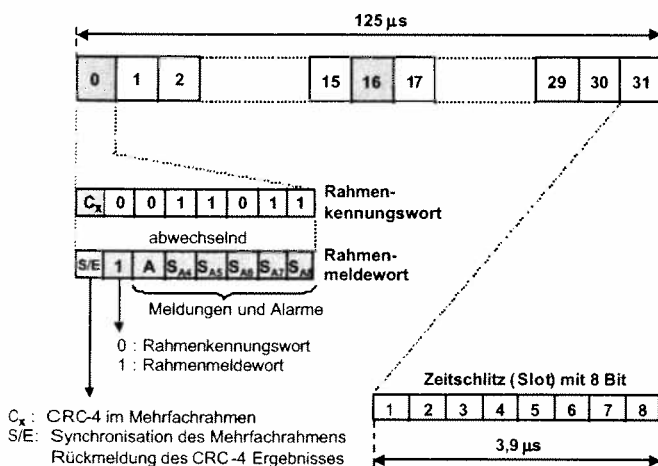 125 µs
0 1 2 15 16 17 29 30 31
Cx 0 0 1 1 0 1 1 Rahmen-
kennungswort
abwechselnd
S/E 1 A SA4 SA5 SA6 SA7 SA8 Rahmen-
meldewort
Meldungen und Alarme
0 : Rahmenkennungswort
1 : Rahmenmeldewort
Zeitschlitz (Slot) mit 8 Bit
1 2 3 4 5 6 7 8
Cx : CRC-4 im Mehrfachrahmen
S/E: Synchronisation des Mehrfachrahmens
Rückmeldung des CRC-4 Ergebnisses
3,9 µs